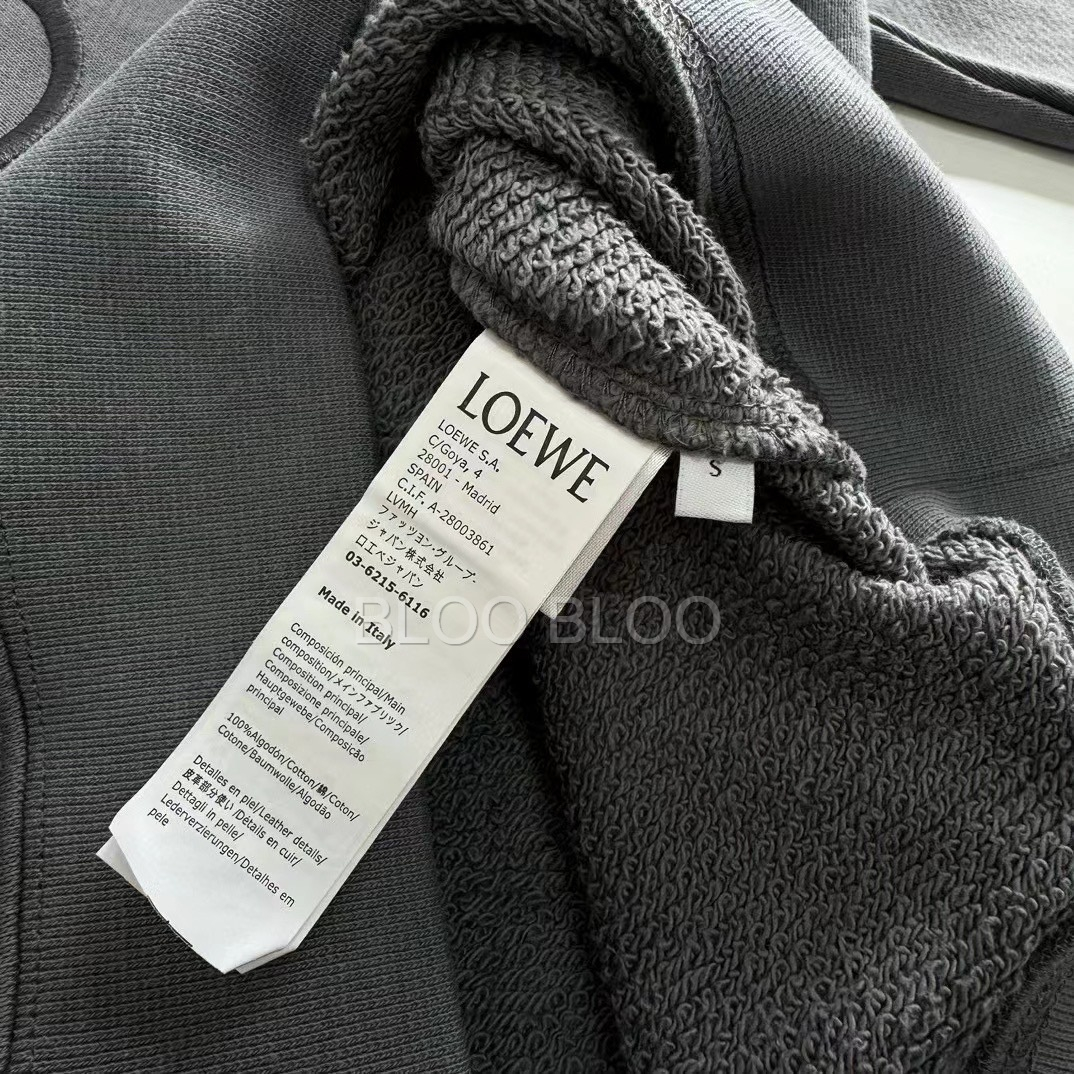 LOEWE
LOEWE S.A.
C/Goya, 4
28001 - Madrid
SPAIN
C.I.F. A-28003861
LVMH
ファッツョン・グループ・
ジャパン株式会社
ロエベジャパン
03-6215-6116
Made in Italy
Composición principal/Main
composition/メインファブリック/
Composition principal/
Composizione principale/
Hauptgewebe/Composicão
principal
100%Algodón/Cotton/綿/Coton/
Cotone/Baumwolle/Algodão
Detalles en piel/Leather details/
皮革部分使い/Détails en cuir/
Dettagli in pelle/
Lederverzierungen/Detalhes em
pele
S
BLOO BLOO